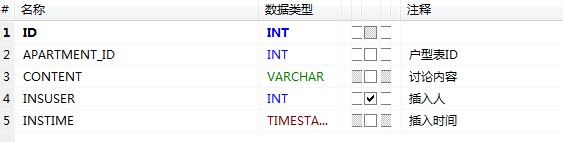 # 名称 数据类型 注释
1 ID INT
2 APARTMENT_ID INT 户型表ID
3 CONTENT VARCHAR 讨论内容
4 INSUSER INT 插入人
5 INSTIME TIMESTA... 插入时间